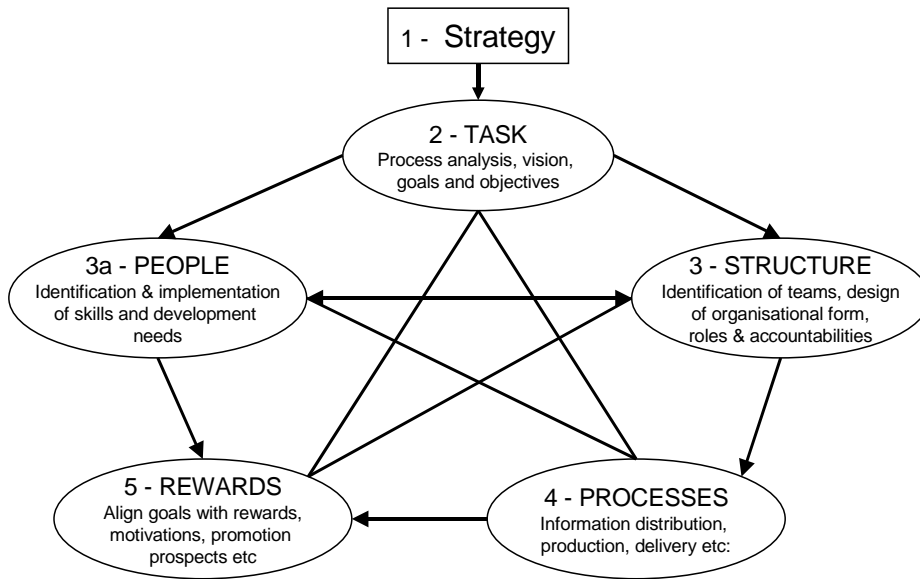 1 - Strategy
2 - TASK
Process analysis, vision,
goals and objectives
3a - PEOPLE
Identification & implementation
of skills and development
needs
3 - STRUCTURE
Identification of teams, design
of organisational form,
roles & accountabilities
5 - REWARDS
Align goals with rewards,
motivations, promotion
prospects etc
4 - PROCESSES
Information distribution,
production, delivery etc: